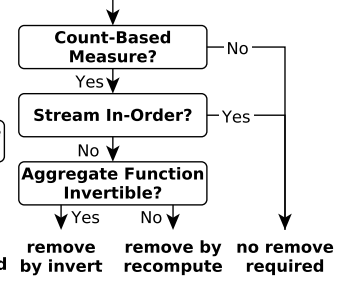 Count-Based
Measure?
No
Yes
Stream In-Order?
Yes
No
Aggregate Function
Invertible?
Yes
No
remove
by invert
remove by
recompute
no remove
required